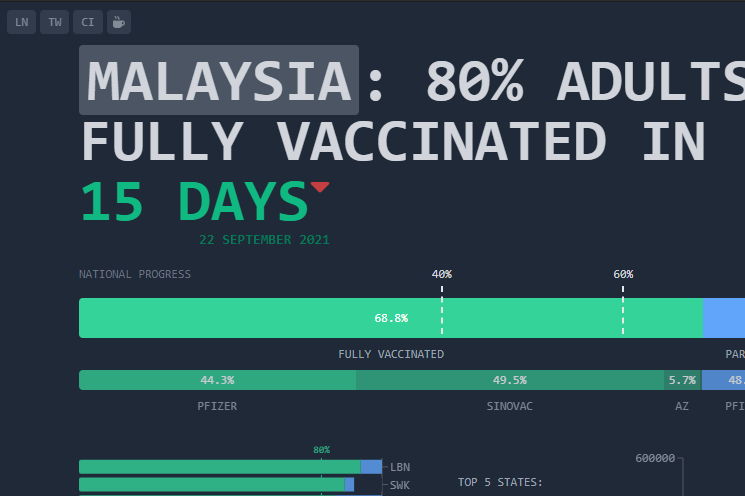 LN TW CI
MALAYSIA: 80% ADULTS
FULLY VACCINATED IN
15 DAYS
22 SEPTEMBER 2021
NATIONAL PROGRESS 40% 60%
68.8%
FULLY VACCINATED PAR
44.3% 49.5% 5.7% 48.
PFIZER SINOVAC AZ PFI
80%
600000
LBN
TOP 5 STATES:
SWK